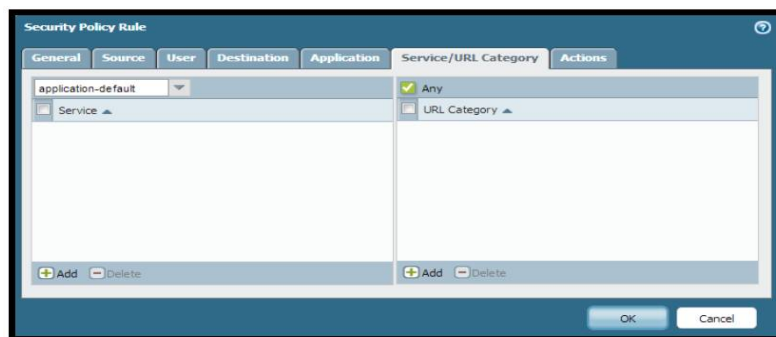 Security Policy Rule
General Source User Destination Application Service/URL Category Actions
application-default Any
Service URL Category
Add Delete Add Delete
OK Cancel